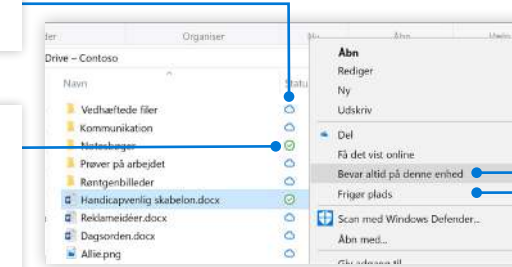 Organiser
Drive – Contoso
Navn
Vedhæftede filer
Kommunikation
Notesbøger
Prøver på arbejdet
Røntgenbilleder
Handicapvenlig skabelon.docx
Reklameidéer.docx
Dagsorden.docx
Allie.png
Åbn
Rediger
Ny
Udskriv
Del
Få det vist online
Bevar altid på denne enhed
Frigør plads
Scan med Windows Defender...
Åbn med...